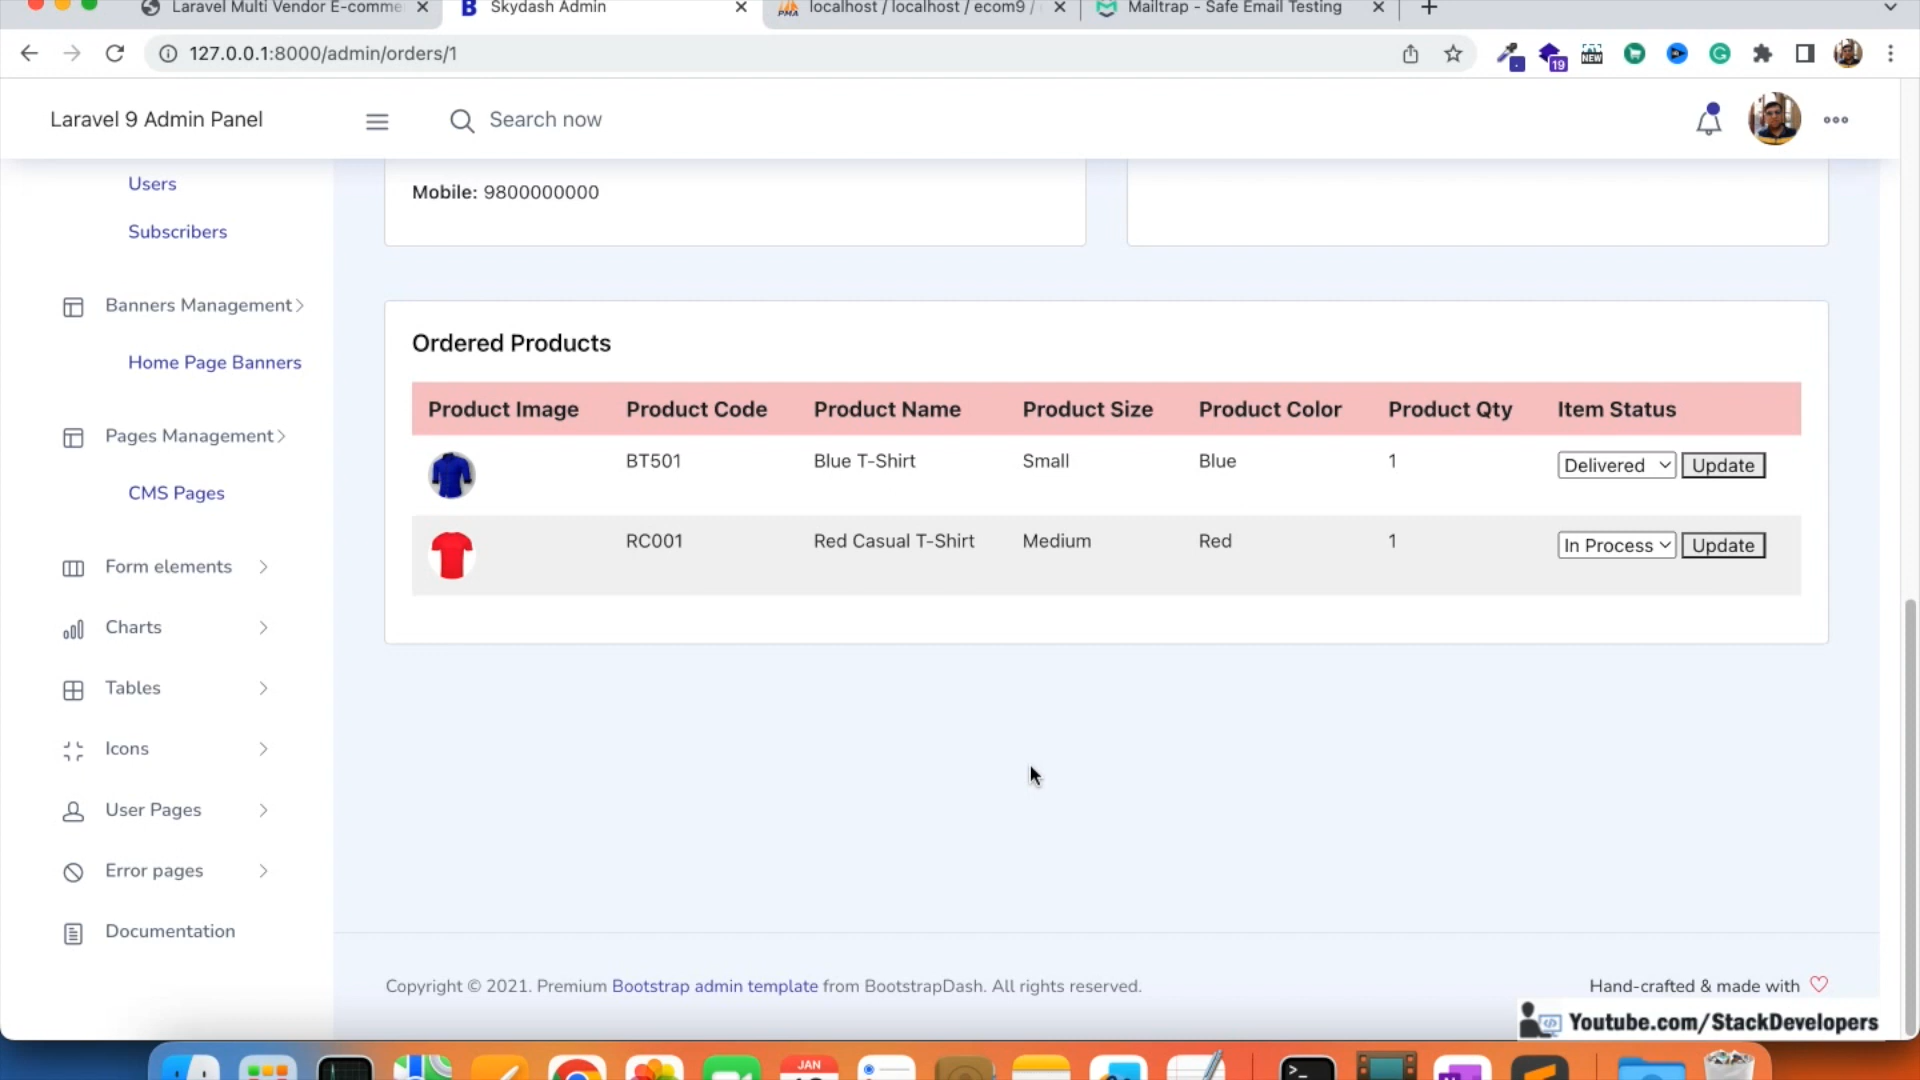 Laravel Multi Vendor E-comme
Skydash Admin
localhost / localhost / ecom9 /
Mailtrap - Safe Email Testing
127.0.0.1:8000/admin/orders/1
19
NEW
Laravel 9 Admin Panel
Search now
Users
Subscribers
Banners Management
Home Page Banners
Pages Management
CMS Pages
Form elements
Charts
Tables
Icons
User Pages
Error pages
Documentation
Mobile: 9800000000
Ordered Products
Product Image Product Code Product Name Product Size Product Color Product Qty Item Status
BT501 Blue T-Shirt Small Blue 1 Delivered Update
RC001 Red Casual T-Shirt Medium Red 1 In Process Update
Copyright © 2021. Premium Bootstrap admin template from BootstrapDash. All rights reserved.
Hand-crafted & made with
Youtube.com/StackDevelopers
JAN